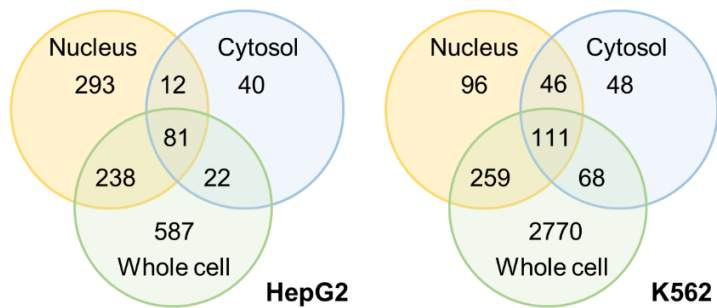 Nucleus Cytosol
293 12 40
81
238 22
587
Whole cell
HepG2
Nucleus Cytosol
96 46 48
111
259 68
2770
Whole cell
K562